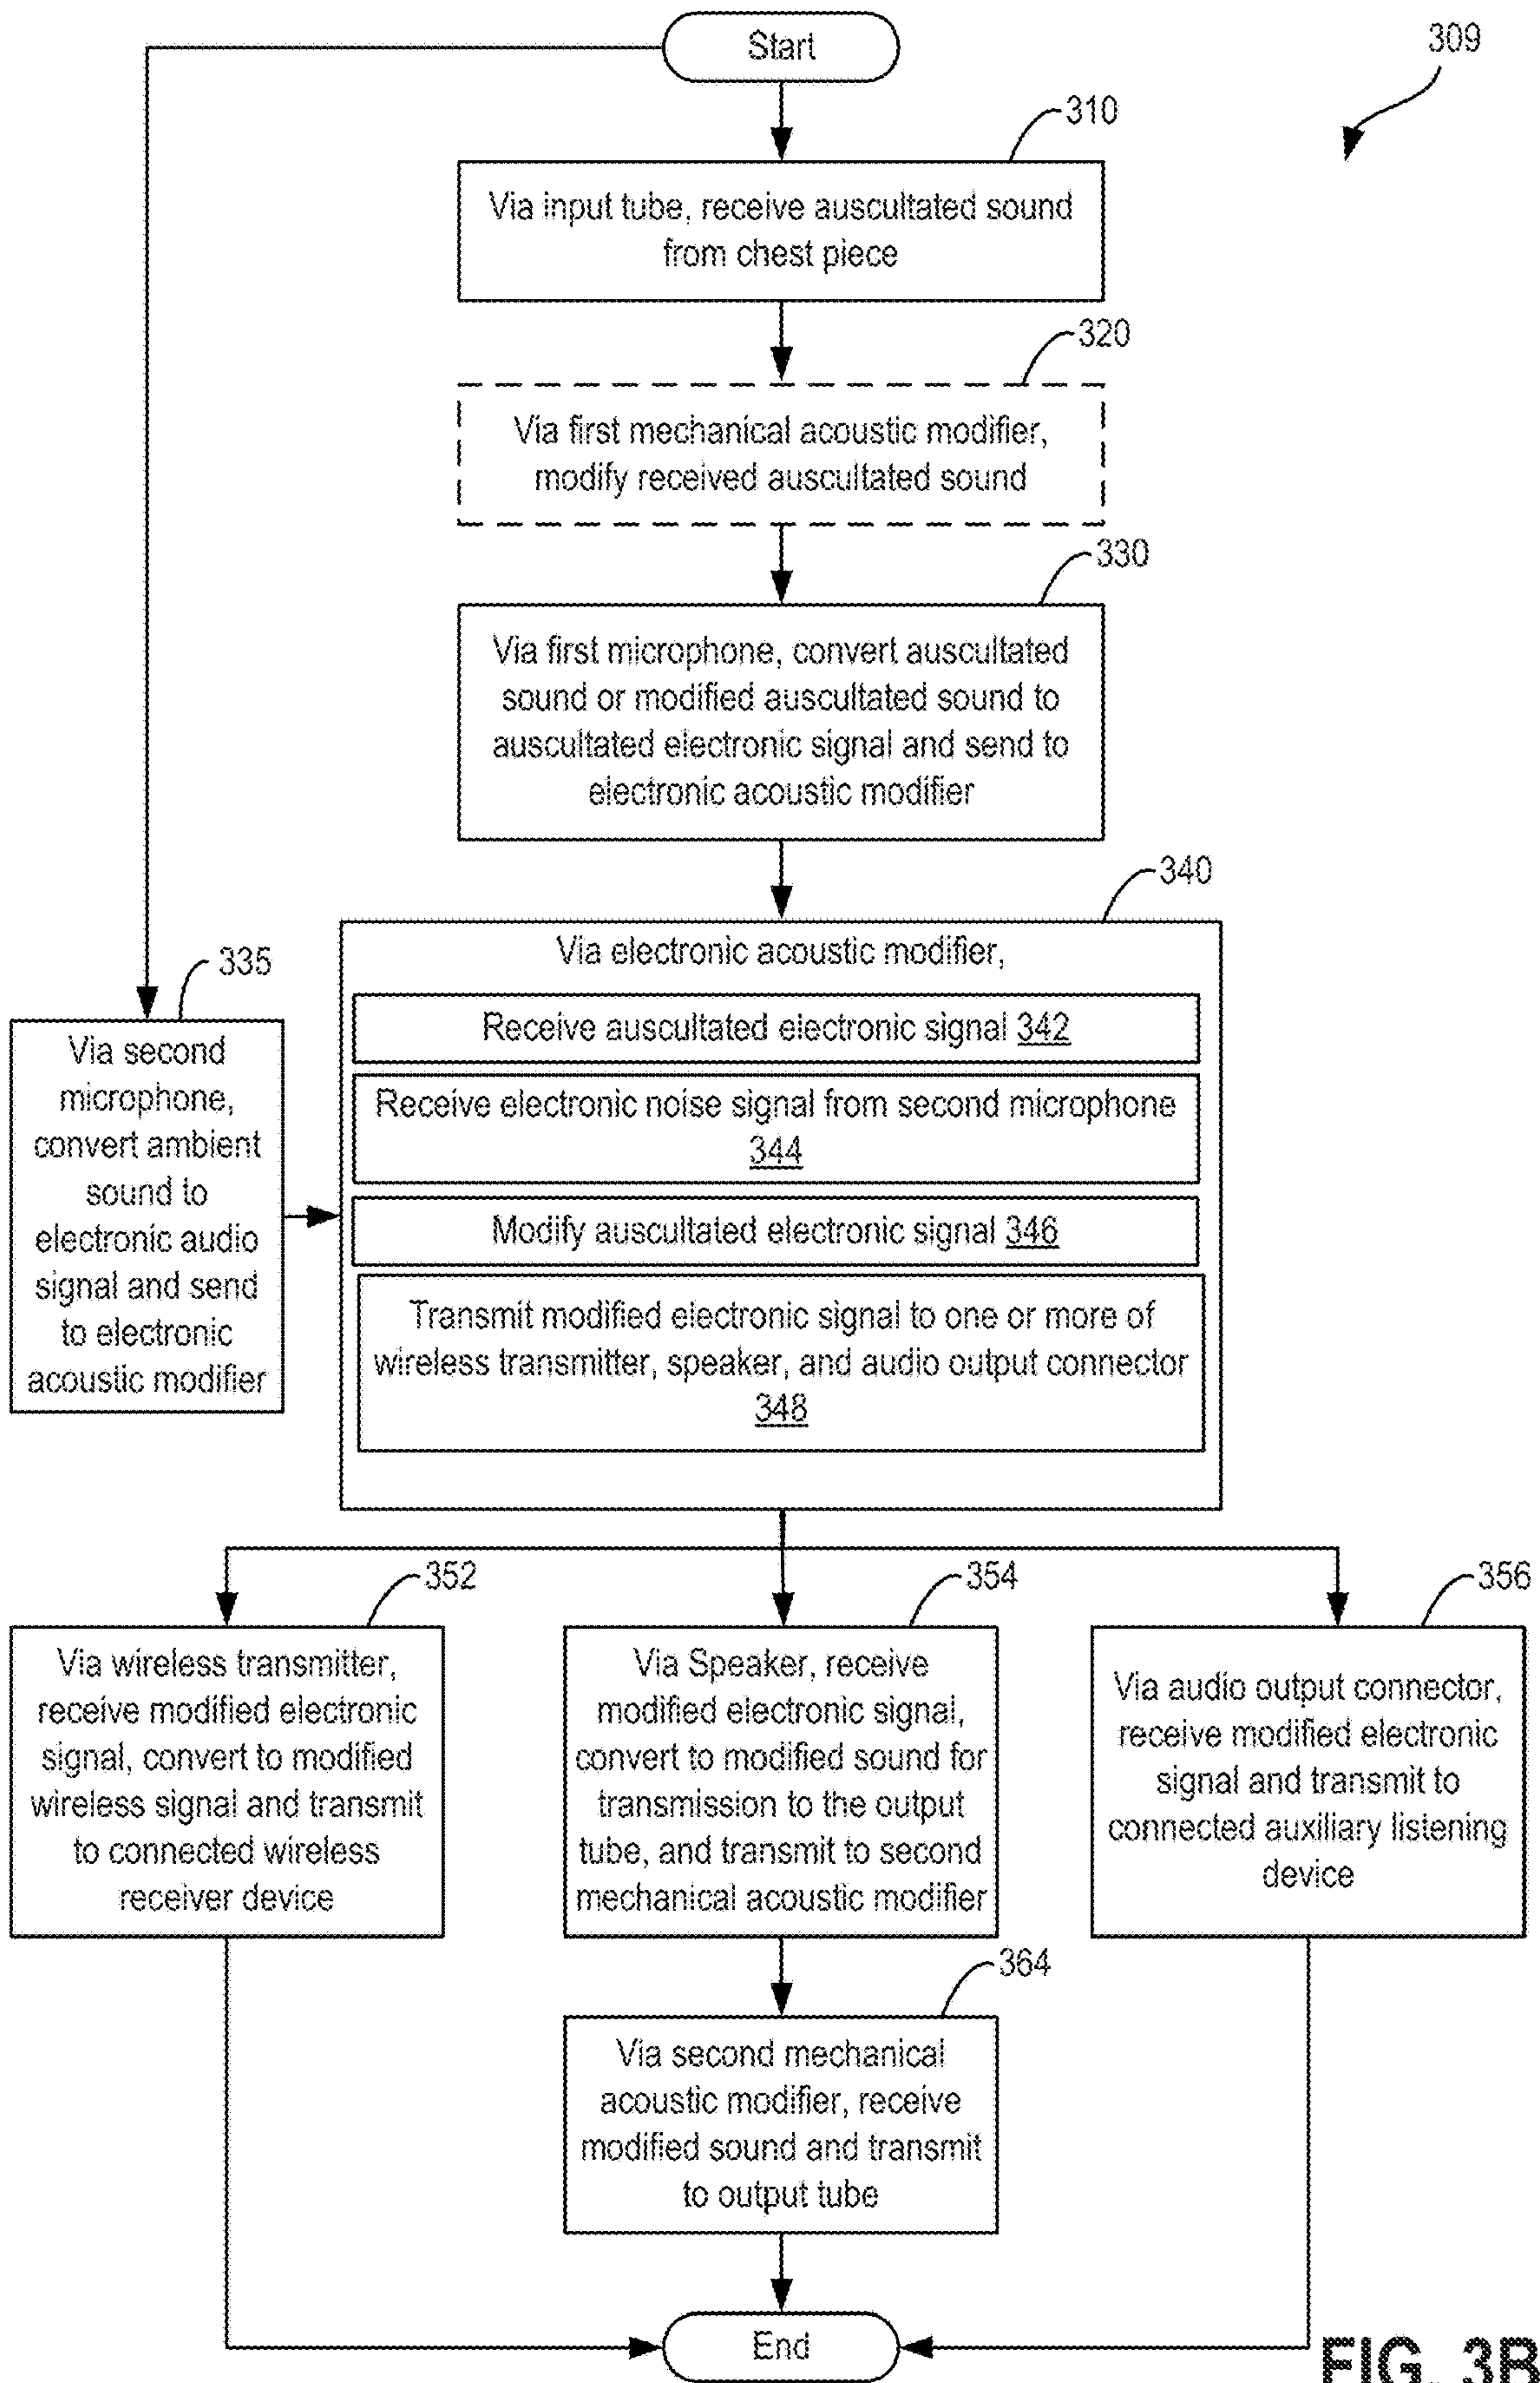 Start
309
310
Via input tube, receive auscultated sound
from chest piece
320
Via first mechanical acoustic modifier,
modify received auscultated sound
330
Via first microphone, convert auscultated
sound or modified auscultated sound to
auscultated electronic signal and send to
electronic acoustic modifier
340
Via electronic acoustic modifier,
Receive auscultated electronic signal 342
Receive electronic noise signal from second microphone
344
Modify auscultated electronic signal 346
Transmit modified electronic signal to one or more of
wireless transmitter, speaker, and audio output connector
348
335
Via second
microphone,
convert ambient
sound to
electronic audio
signal and send
to electronic
acoustic modifier
352
Via wireless transmitter,
receive modified electronic
signal, convert to modified
wireless signal and transmit
to connected wireless
receiver device
354
Via Speaker, receive
modified electronic signal,
convert to modified sound for
transmission to the output
tube, and transmit to second
mechanical acoustic modifier
356
Via audio output connector,
receive modified electronic
signal and transmit to
connected auxiliary listening
device
364
Via second mechanical
acoustic modifier, receive
modified sound and transmit
to output tube
End
FIG. 3B